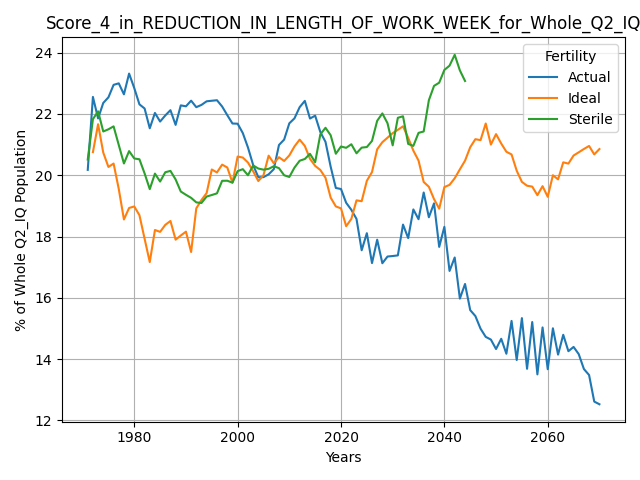 Score_4_in_REDUCTION_IN_LENGTH_OF_WORK_WEEK_for_Whole_Q2_IQ
% of Whole Q2_IQ Population
24
22
20
18
16
14
12
Fertility
Actual
Ideal
Sterile
1980
2000
2020
2040
2060
Years